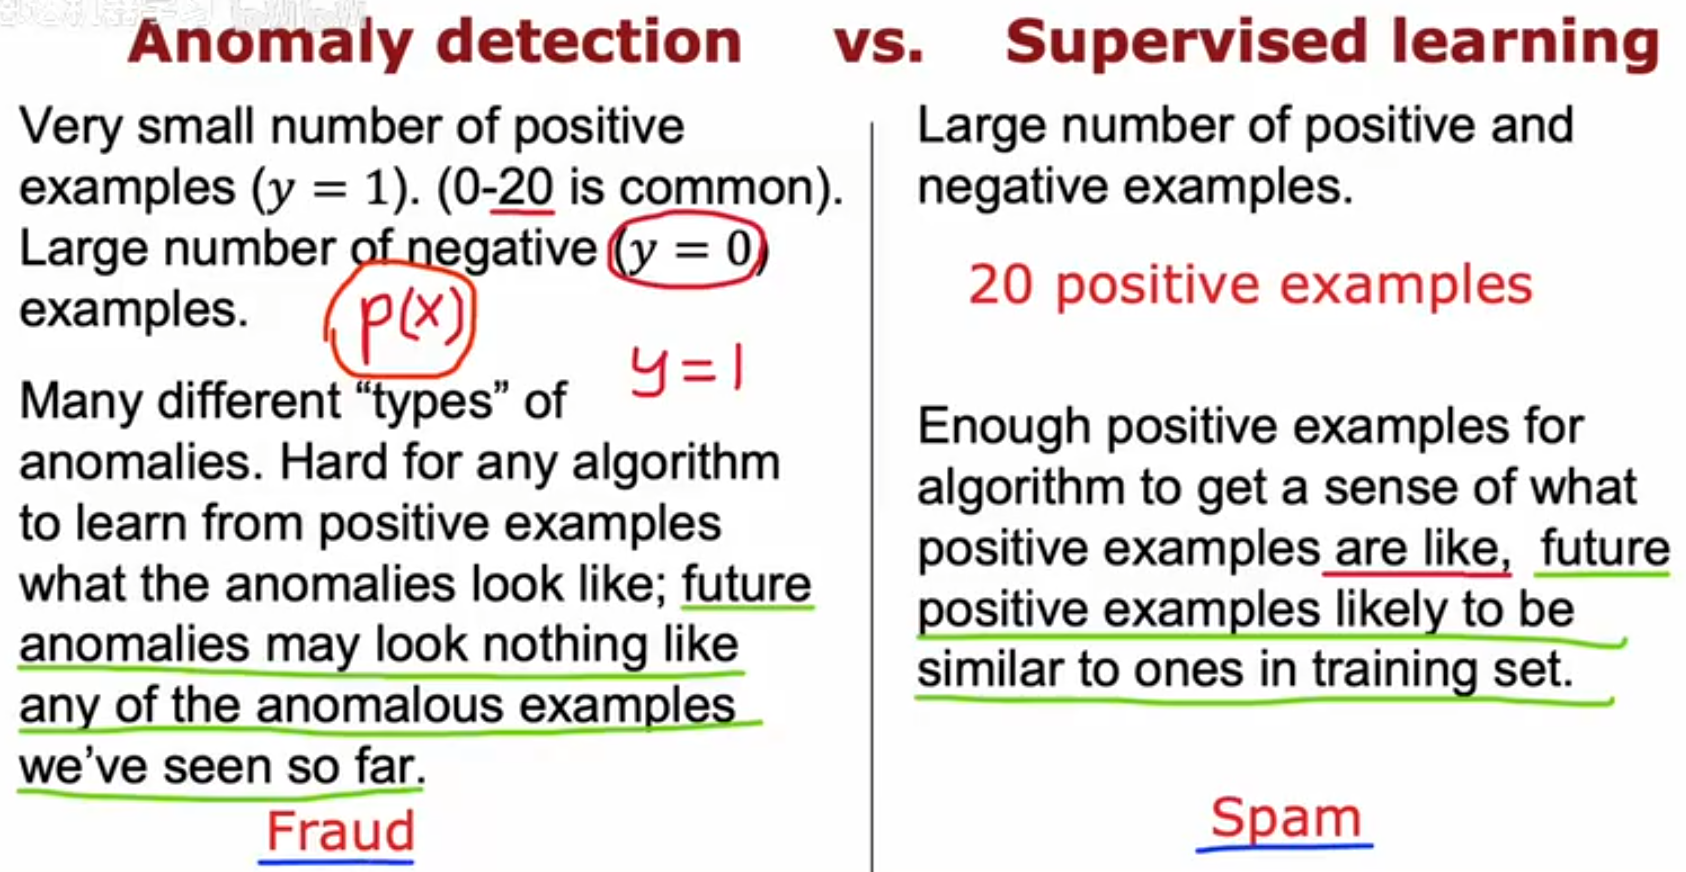 Anomaly detection vs. Supervised learning
Very small number of positive
examples (y = 1). (0-20 is common).
Large number of negative (y = 0)
examples.
p(x)
y=1
Many different “types” of
anomalies. Hard for any algorithm
to learn from positive examples
what the anomalies look like; future
anomalies may look nothing like
any of the anomalous examples
we’ve seen so far.
Fraud
Large number of positive and
negative examples.
20 positive examples
Enough positive examples for
algorithm to get a sense of what
positive examples are like, future
positive examples likely to be
similar to ones in training set.
Spam